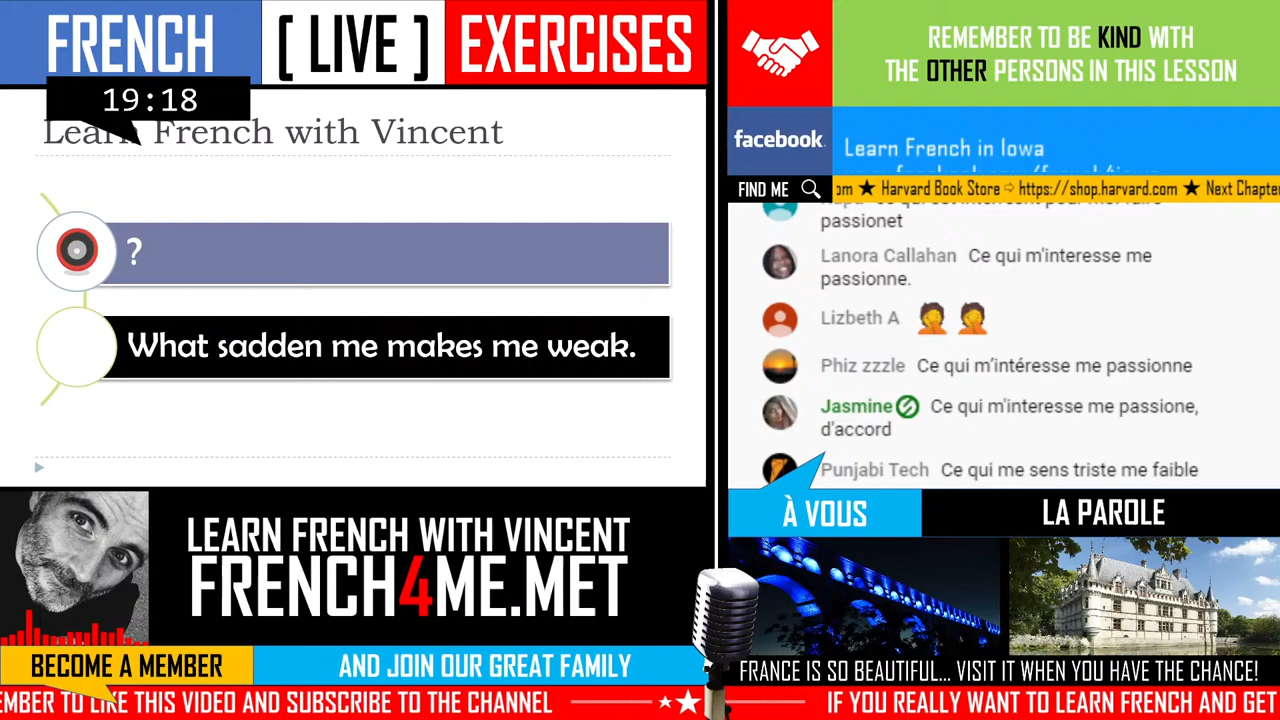 FRENCH
[ LIVE ]
EXERCISES
19:18
Learn French with Vincent
?
What sadden me makes me weak.
LEARN FRENCH WITH VINCENT
FRENCH4ME.MET
BECOME A MEMBER
AND JOIN OUR GREAT FAMILY
REMEMBER TO BE KIND WITH
THE OTHER PERSONS IN THIS LESSON
facebook.
Learn French in Iowa
FIND ME
om ★ Harvard Book Store ⇨ https://shop.harvard.com ★ Next Chapter
passionet
Lanora Callahan Ce qui m'interesse me
passionne.
Lizbeth A 🤦 🤦
Phiz zzzle Ce qui m’intéresse me passionne
Jasmine Ce qui m'interesse me passione,
d'accord
Punjabi Tech Ce qui me sens triste me faible
À VOUS
LA PAROLE
FRANCE IS SO BEAUTIFUL... VISIT IT WHEN YOU HAVE THE CHANCE!
EMBER TO LIKE THIS VIDEO AND SUBSCRIBE TO THE CHANNEL
IF YOU REALLY WANT TO LEARN FRENCH AND GET